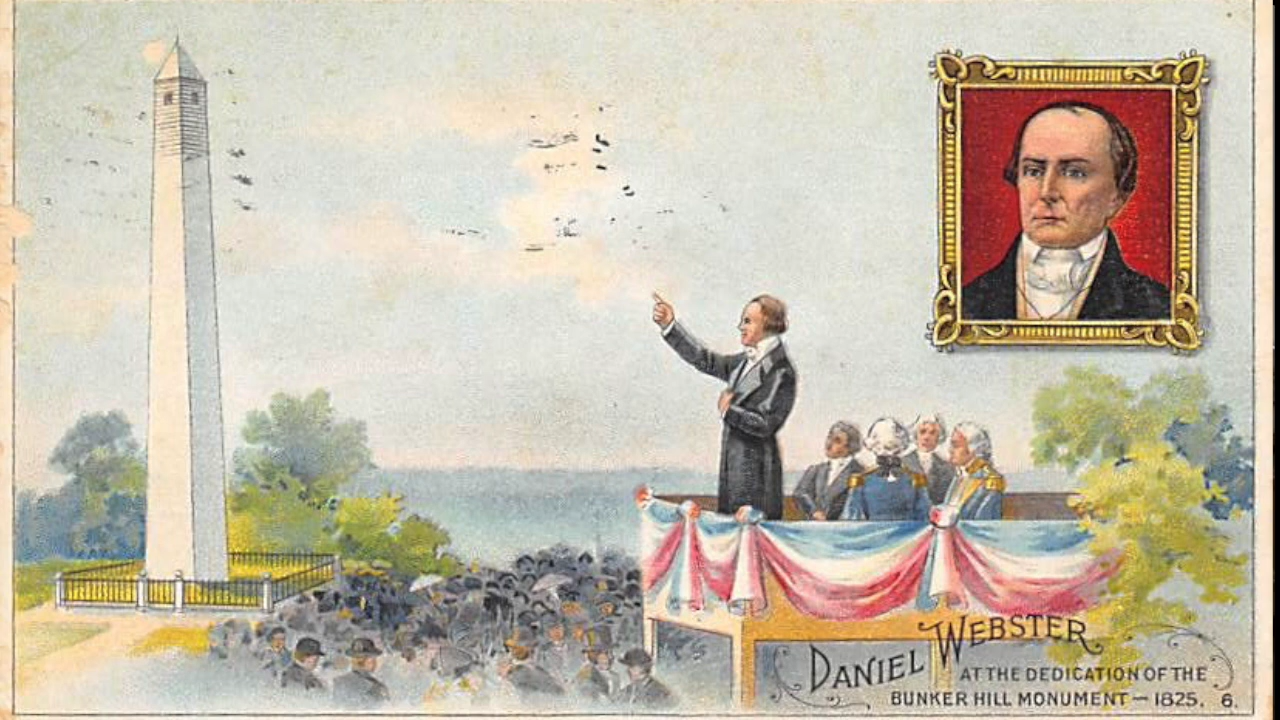 DANIEL WEBSTER
AT THE DEDICATION OF THE
BUNKER HILL MONUMENT — 1825. 6.